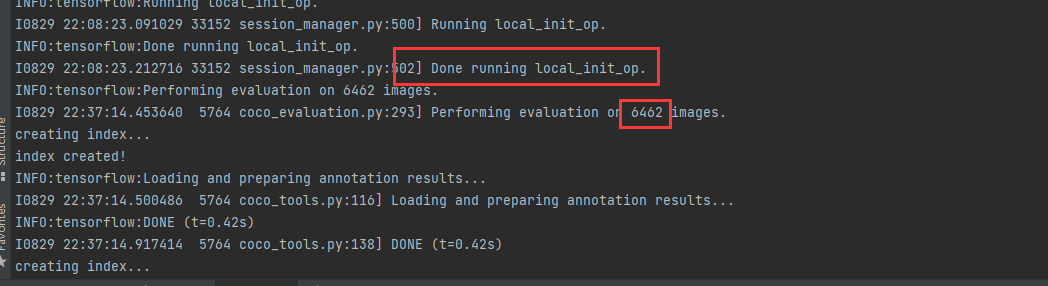 INFO:tensorflow:Running local_init_op.
I0829 22:08:23.091029 33152 session_manager.py:500] Running local_init_op.
INFO:tensorflow:Done running local_init_op.
I0829 22:08:23.212716 33152 session_manager.py:502] Done running local_init_op.
INFO:tensorflow:Performing evaluation on 6462 images.
I0829 22:37:14.453640  5764 coco_evaluation.py:293] Performing evaluation on 6462 images.
creating index...
index created!
INFO:tensorflow:Loading and preparing annotation results...
I0829 22:37:14.500486  5764 coco_tools.py:116] Loading and preparing annotation results...
INFO:tensorflow:DONE (t=0.42s)
I0829 22:37:14.917414  5764 coco_tools.py:138] DONE (t=0.42s)
creating index...
Structure
Favorites